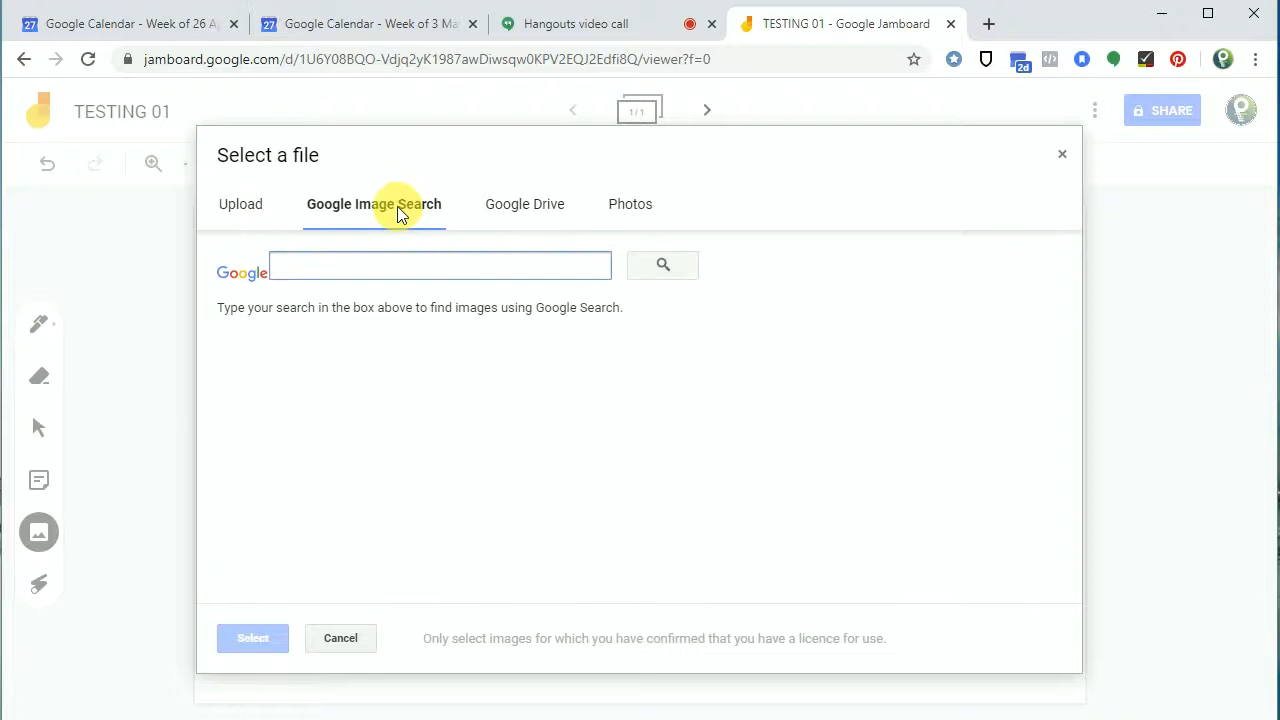 Google Calendar - Week of 26 A
Google Calendar - Week of 3 Ma
Hangouts video call
TESTING 01 - Google Jamboard
jamboard.google.com/d/1U6Y08BRO-Vdjq2yK1987awDiwsqw0KPV2EQJ2Edfi8Q/viewer?f=0
2d
TESTING 01
1/1
SHARE
Select a file
Upload
Google Image Search
Google Drive
Photos
Google
Type your search in the box above to find images using Google Search.
Select
Cancel
Only select images for which you have confirmed that you have a licence for use.